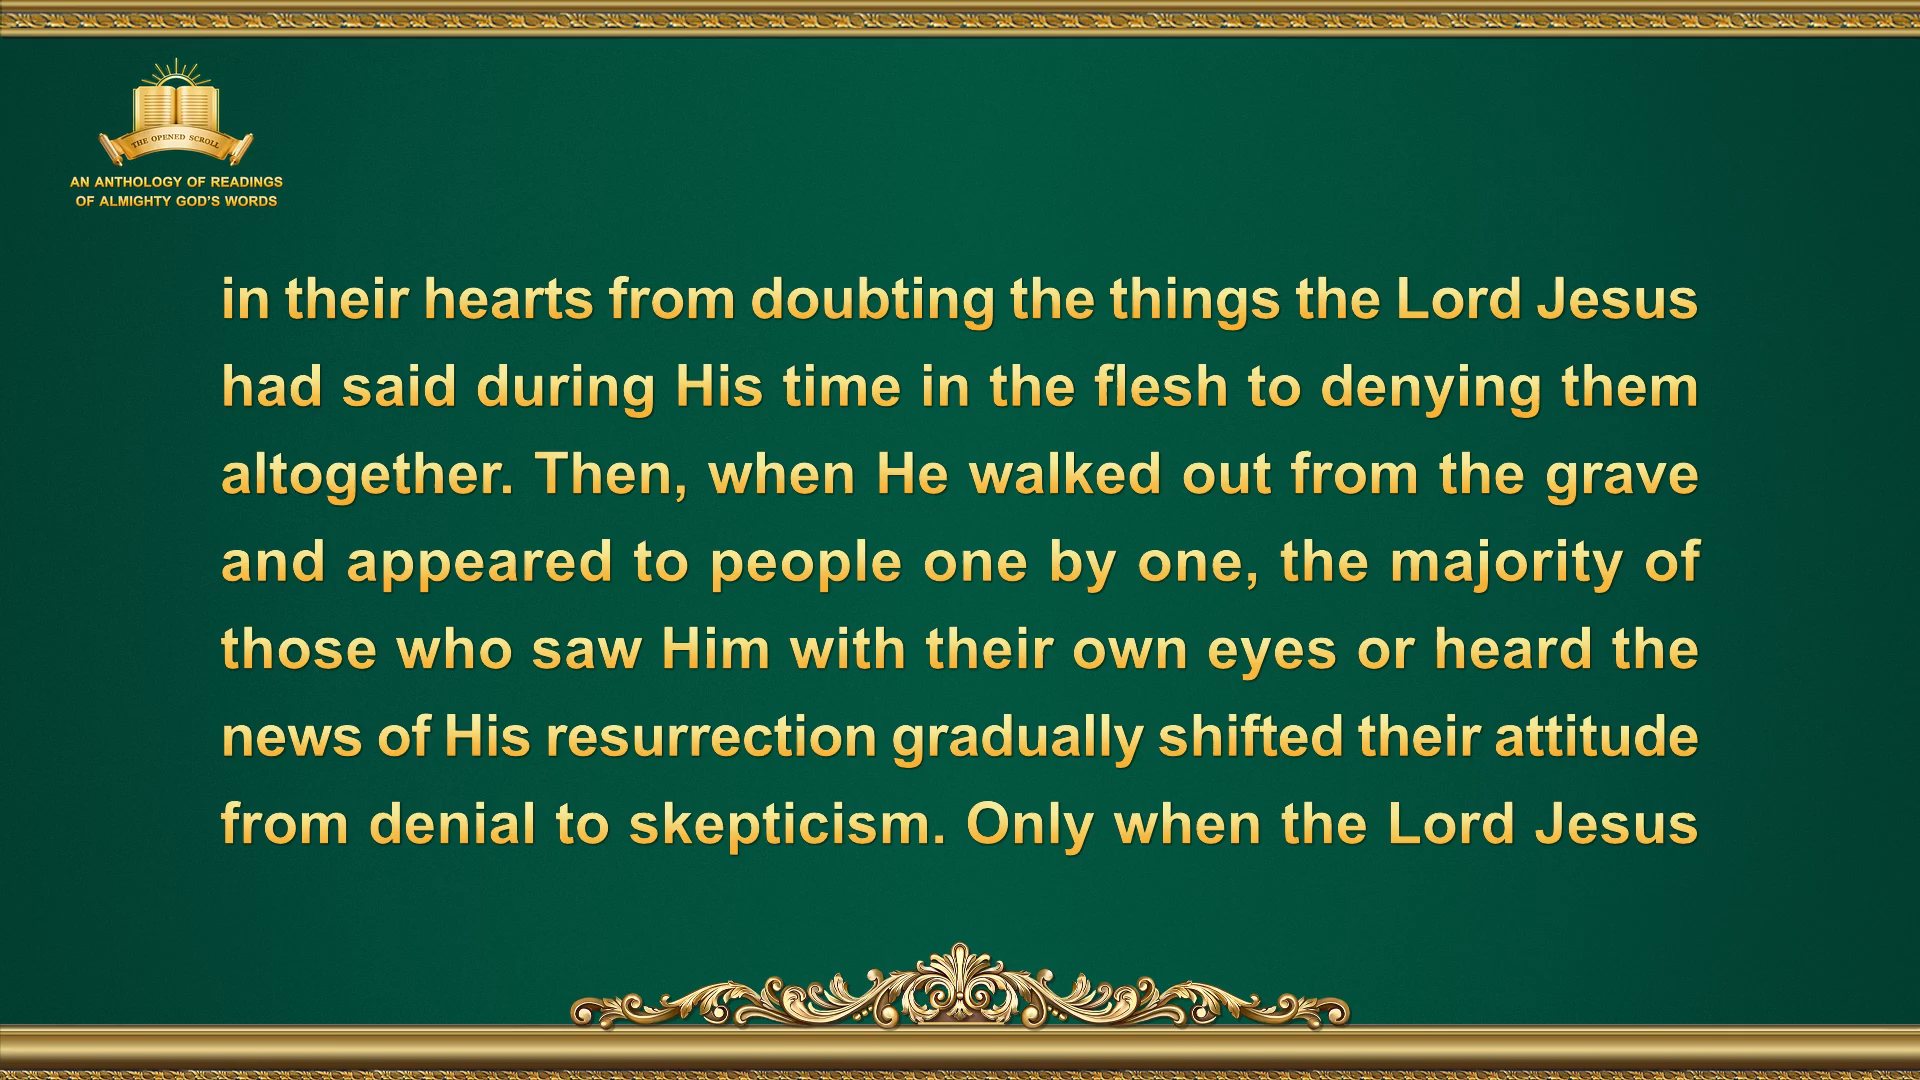 THE OPENED SCROLL
AN ANTHOLOGY OF READINGS
OF ALMIGHTY GOD'S WORDS
in their hearts from doubting the things the Lord Jesus
had said during His time in the flesh to denying them
altogether. Then, when He walked out from the grave
and appeared to people one by one, the majority of
those who saw Him with their own eyes or heard the
news of His resurrection gradually shifted their attitude
from denial to skepticism. Only when the Lord Jesus